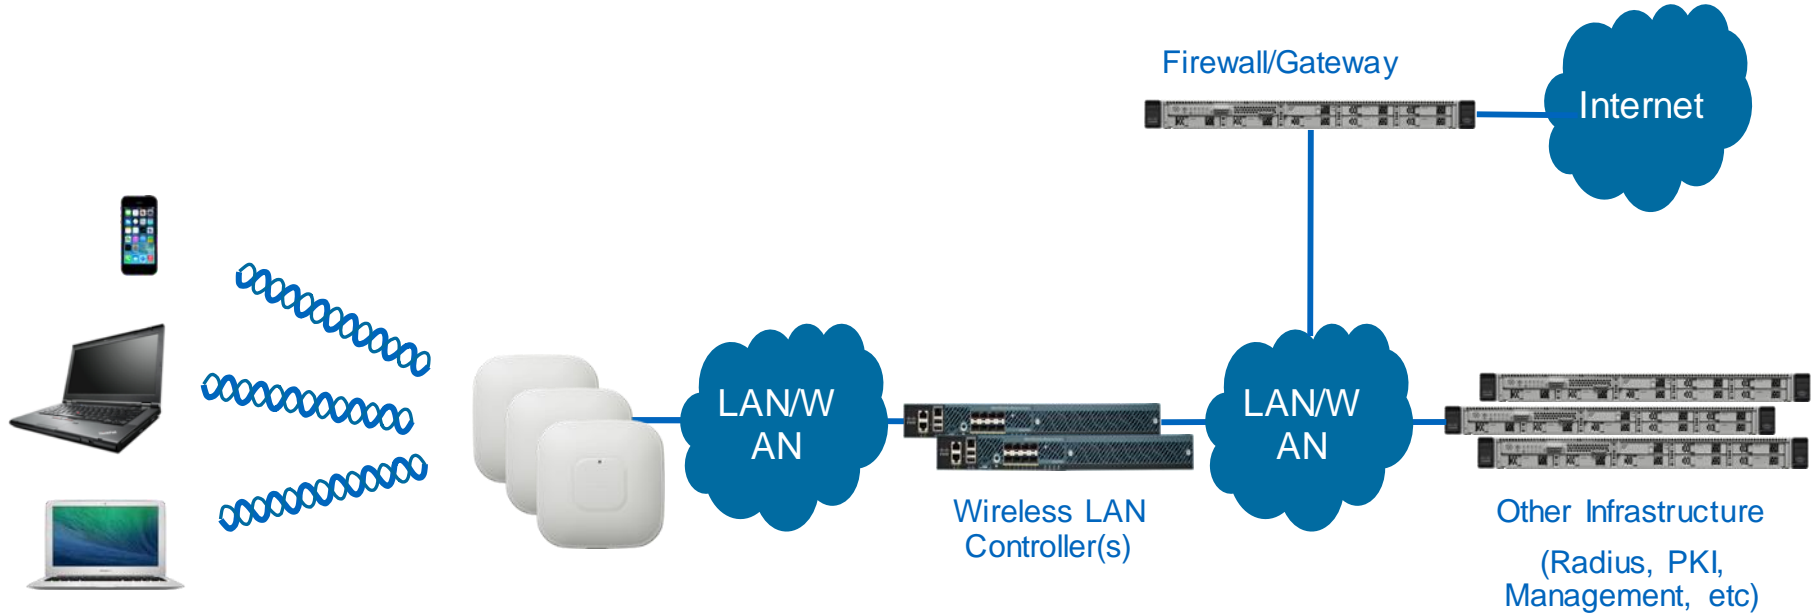 Firewall/Gateway
Internet
LAN/W
AN
LAN/W
AN
Wireless LAN
Controller(s)
Other Infrastructure
(Radius, PKI,
Management, etc)